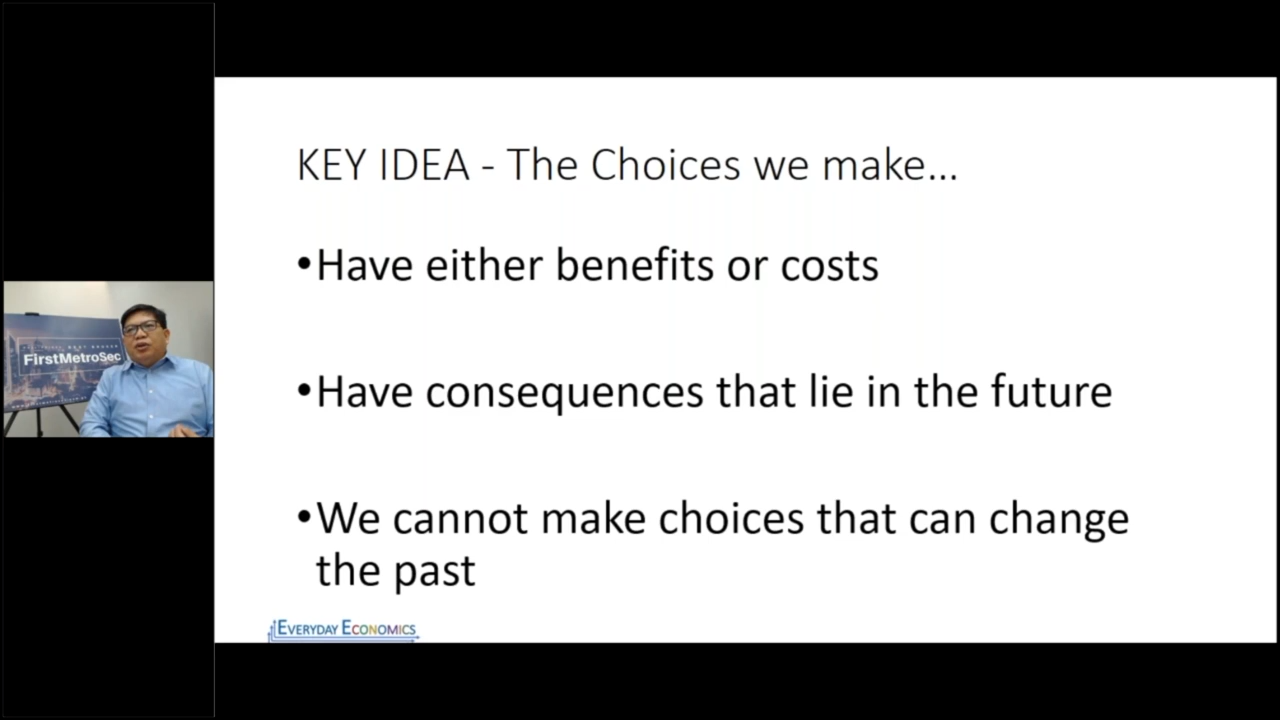 KEY IDEA - The Choices we make...
•Have either benefits or costs
•Have consequences that lie in the future
•We cannot make choices that can change
the past
EVERYDAY ECONOMICS
FirstMetroSec